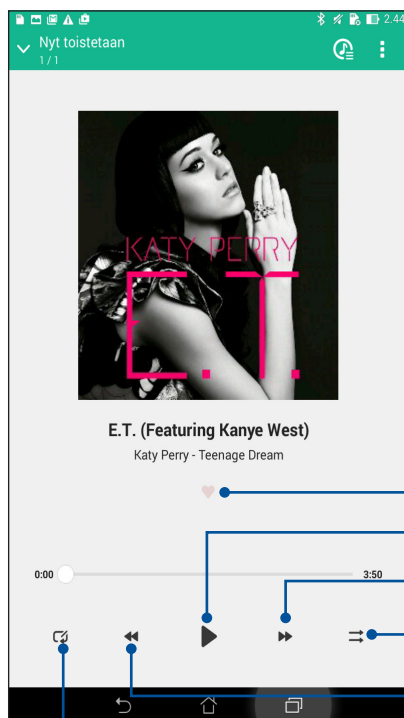 2.44
Nyt toistetaan
1 / 1
KATY PERRY
E.T.
E.T. (Featuring Kanye West)
Katy Perry - Teenage Dream
0:00
3:50